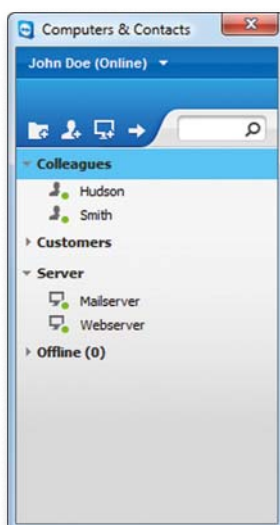 Computers & Contacts
John Doe (Online)
Colleagues
Hudson
Smith
Customers
Server
Mailserver
Webserver
Offline (0)